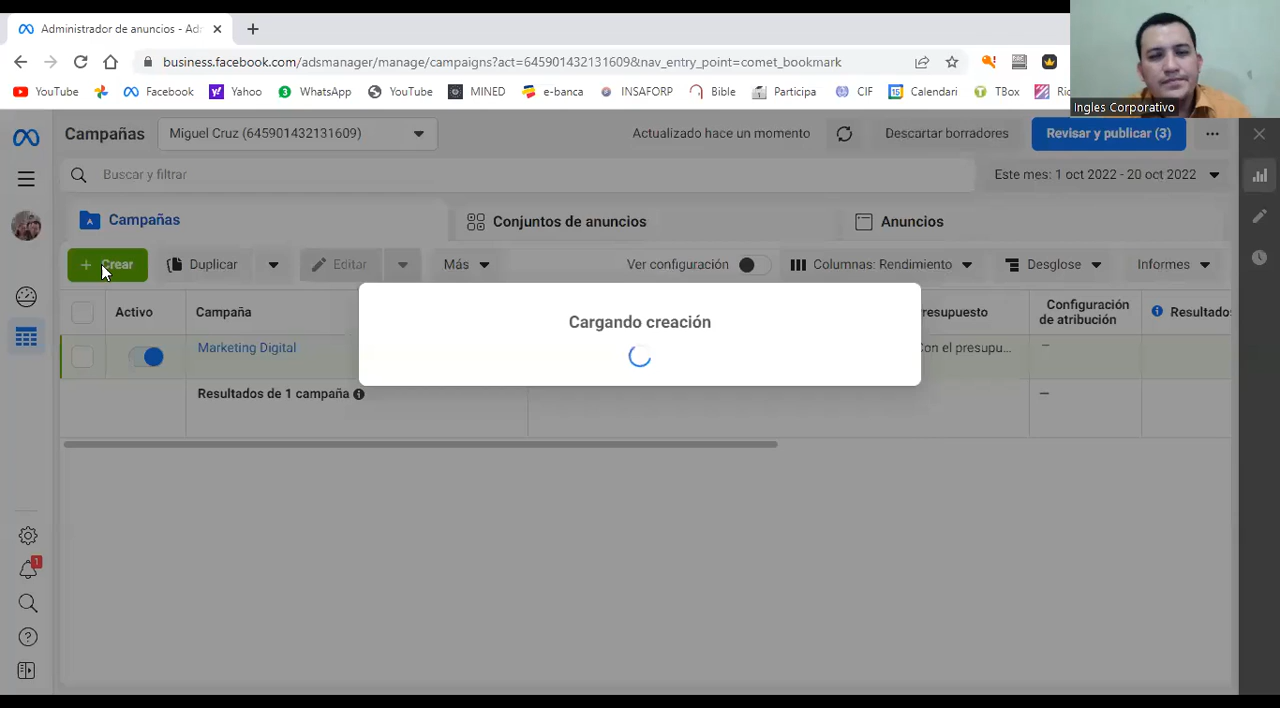 Administrador de anuncios - Adm
business.facebook.com/adsmanager/manage/campaigns?act=645901432131609&nav_entry_point=comet_bookmark
YouTube
Facebook
Yahoo
WhatsApp
YouTube
MINED
e-banca
INSAFORP
Bible
Participa
CIF
Calendari
TBox
Ingles Corporativo
Campañas
Miguel Cruz (645901432131609)
Actualizado hace un momento
Descartar borradores
Revisar y publicar (3)
Buscar y filtrar
Este mes: 1 oct 2022 - 20 oct 2022
Campañas
Conjuntos de anuncios
Anuncios
+ Crear
Duplicar
Editar
Más
Ver configuración
Columnas: Rendimiento
Desglose
Informes
Activo
Campaña
resupuesto
Configuración
de atribución
Resultados
Cargando creación
Marketing Digital
Con el presupu...
—
Resultados de 1 campaña
—
1